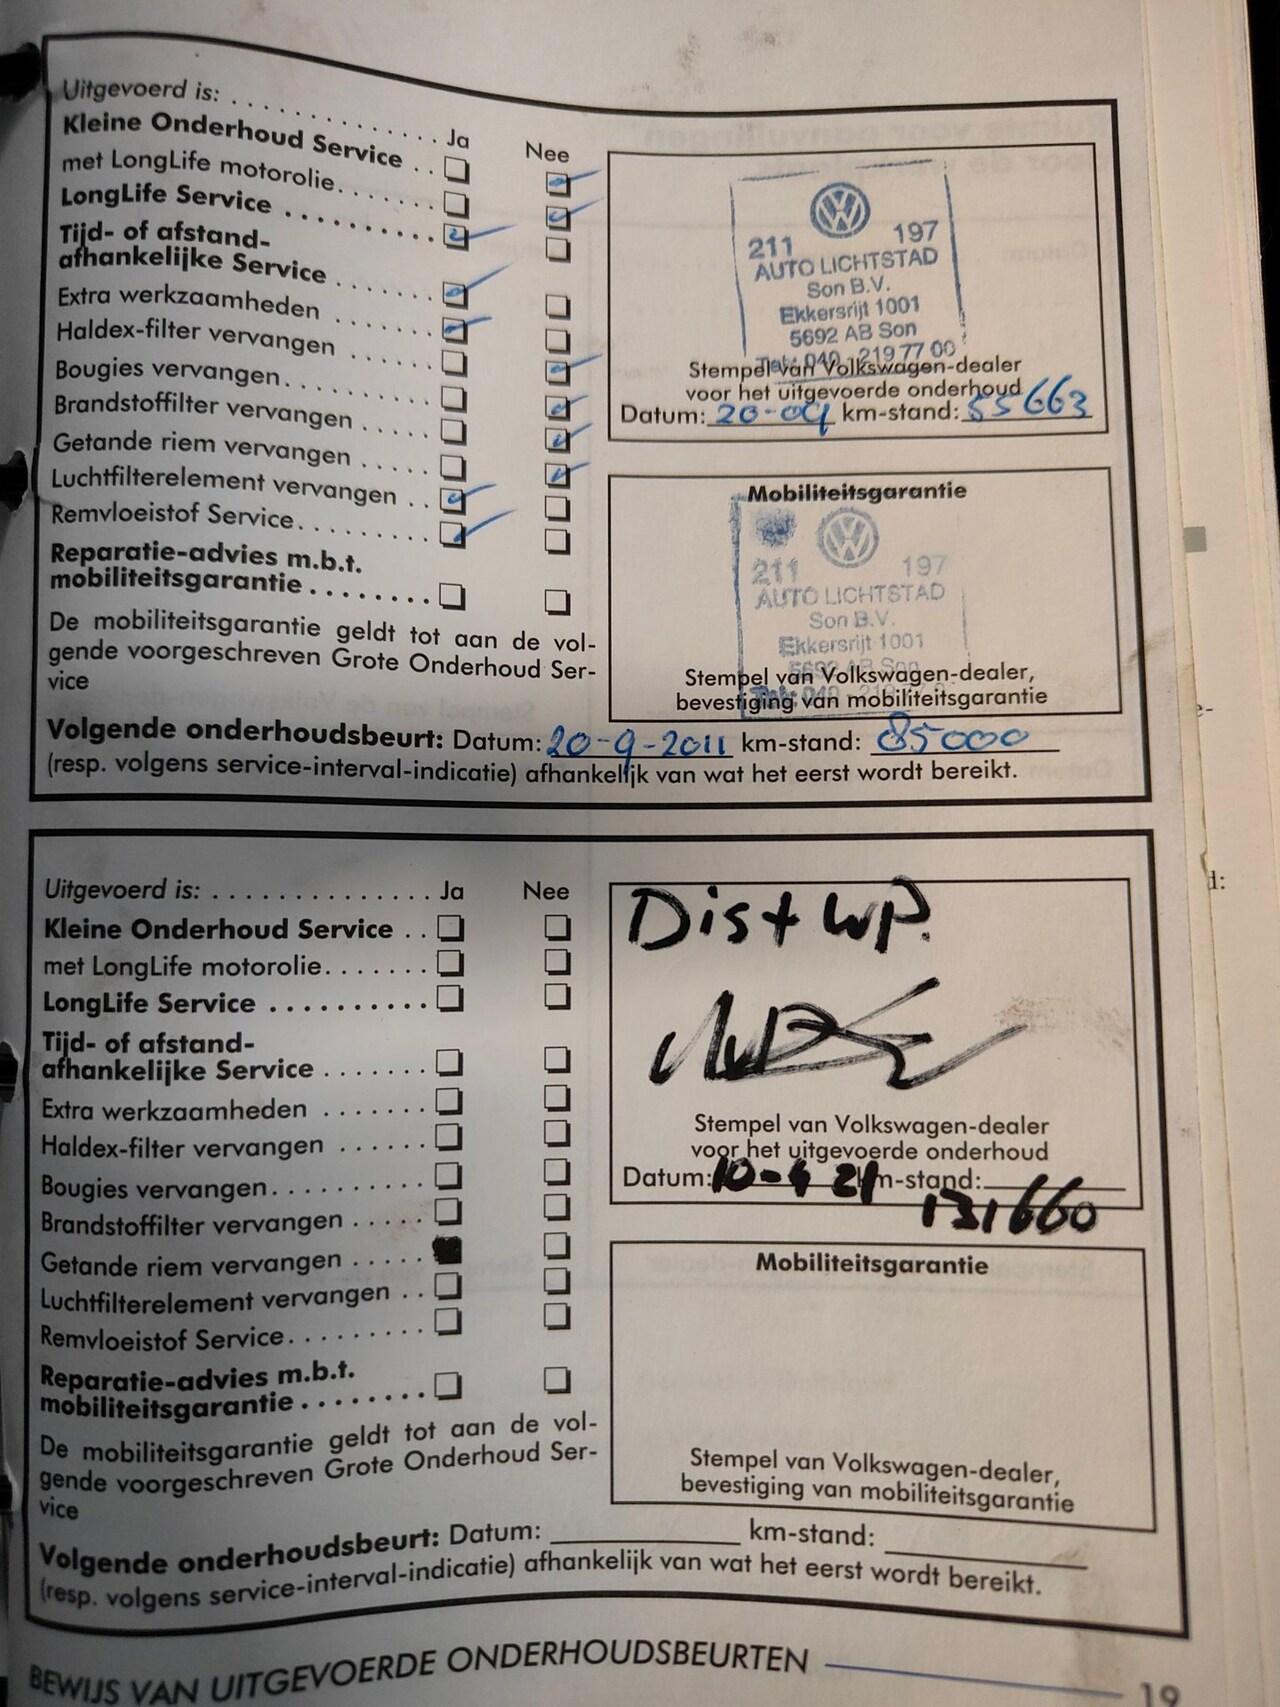 Uitgevoerd is: . . . . . . . . . . . . . . Ja Nee
Kleine Onderhoud Service . .
met LongLife motorolie. . . . . . .
LongLife Service . . . . . . . . . .
Tijd- of afstand-
afhankelijke Service . . . . . . .
Extra werkzaamheden . . . . . . .
Haldex-filter vervangen . . . . . .
Bougies vervangen. . . . . . . . . .
Brandstoffilter vervangen . . . . .
Getande riem vervangen . . . . .
Luchtfilterelement vervangen . .
Remvloeistof Service. . . . . . . .
Reparatie-advies m.b.t.
mobiliteitsgarantie . . . . . . . .
De mobiliteitsgarantie geldt tot aan de vol-
gende voorgeschreven Grote Onderhoud Ser-
vice
211 197
AUTO LICHTSTAD
Son B.V.
Ekkersrijt 1001
5692 AB Son
Tel.: 040 - 219 77 00
Stempel van Volkswagen-dealer
voor het uitgevoerde onderhoud
Datum: 20-09 km-stand: 55663
Mobiliteitsgarantie
211 197
AUTO LICHTSTAD
Son B.V.
Ekkersrijt 1001
5692 AB Son
Stempel van Volkswagen-dealer,
bevestiging van mobiliteitsgarantie
Volgende onderhoudsbeurt: Datum: 20-9-2011 km-stand: 85000
(resp. volgens service-interval-indicatie) afhankelijk van wat het eerst wordt bereikt.
Uitgevoerd is: . . . . . . . . . . . . . . Ja Nee
Kleine Onderhoud Service . .
met LongLife motorolie. . . . . . .
LongLife Service . . . . . . . . . .
Tijd- of afstand-
afhankelijke Service . . . . . . .
Extra werkzaamheden . . . . . . .
Haldex-filter vervangen . . . . . .
Bougies vervangen. . . . . . . . . .
Brandstoffilter vervangen . . . . .
Getande riem vervangen . . . . .
Luchtfilterelement vervangen . .
Remvloeistof Service. . . . . . . .
Reparatie-advies m.b.t.
mobiliteitsgarantie . . . . . . . .
De mobiliteitsgarantie geldt tot aan de vol-
gende voorgeschreven Grote Onderhoud Ser-
vice
Dis+ WP.
Stempel van Volkswagen-dealer
voor het uitgevoerde onderhoud
Datum: 10-4 21 km-stand:
131660
Mobiliteitsgarantie
Stempel van Volkswagen-dealer,
bevestiging van mobiliteitsgarantie
Volgende onderhoudsbeurt: Datum: km-stand:
(resp. volgens service-interval-indicatie) afhankelijk van wat het eerst wordt bereikt.
BEWIJS VAN UITGEVOERDE ONDERHOUDSBEURTEN 19